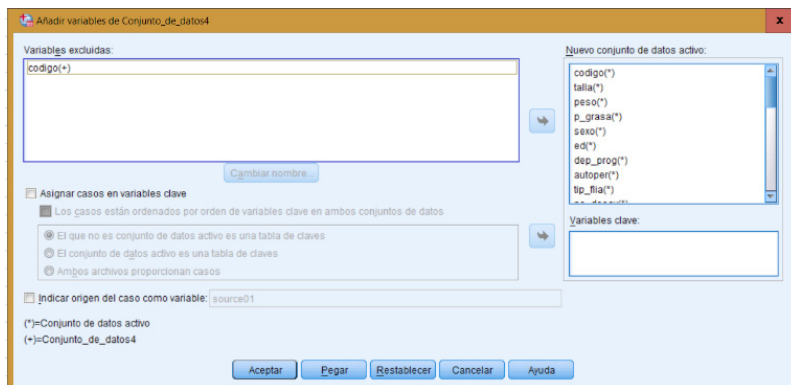 Añadir variables de Conjunto_de_datos4
x
Variables excluidas:
codigo(+)
Cambiar nombre...
Nuevo conjunto de datos activo:
codigo(*)
talla(*)
peso(*)
p_grasa(*)
sexo(*)
ed(*)
dep_prog(*)
autoper(*)
tip_flia(*)
Asignar casos en variables clave
Los casos están ordenados por orden de variables clave en ambos conjuntos de datos
El que no es conjunto de datos activo es una tabla de claves
El conjunto de datos activo es una tabla de claves
Ambos archivos proporcionan casos
Variables clave:
Indicar origen del caso como variable: source01
(*)=Conjunto de datos activo
(+)=Conjunto_de_datos4
Aceptar Pegar Restablecer Cancelar Ayuda